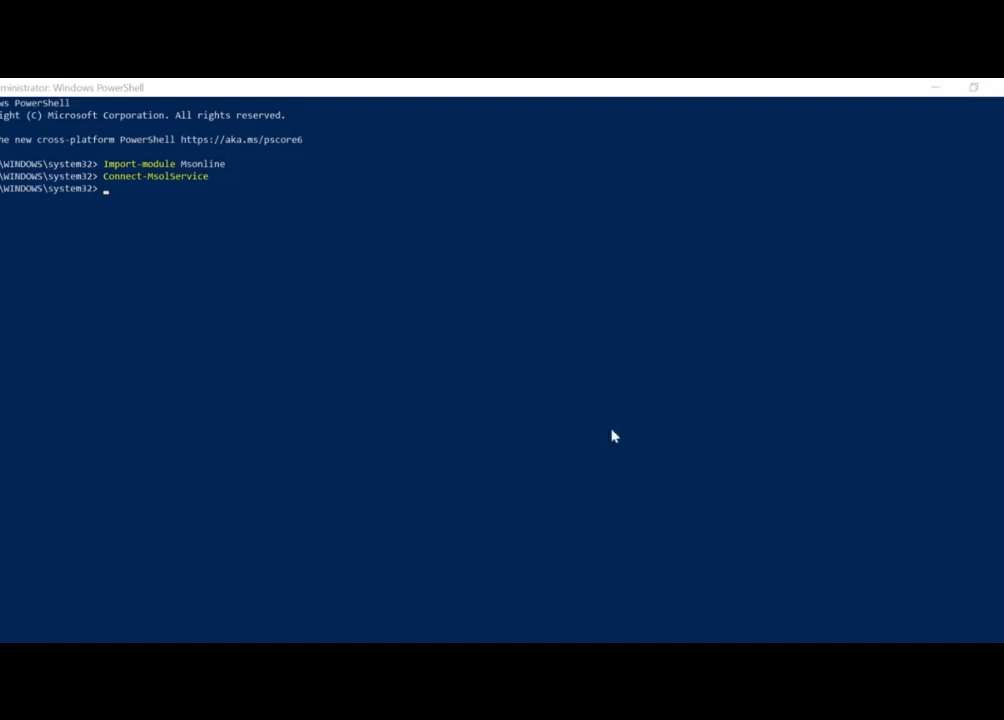 ministrator: Windows PowerShell
ws PowerShell
ight (C) Microsoft Corporation. All rights reserved.
he new cross-platform PowerShell https://aka.ms/pscore6
\WINDOWS\system32> Import-module Msonline
\WINDOWS\system32> Connect-MsolService
\WINDOWS\system32>